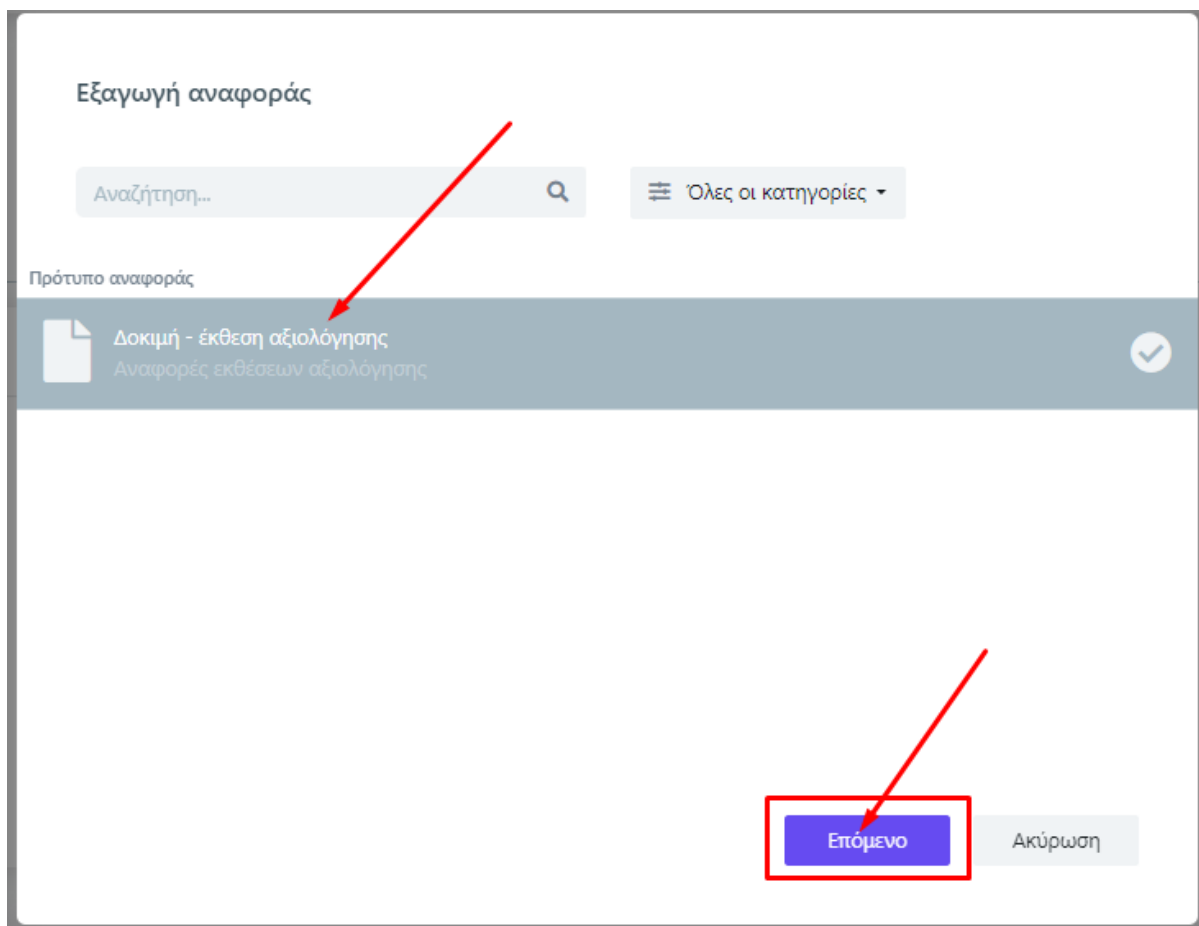 Εξαγωγή αναφοράς
Αναζήτηση...
Όλες οι κατηγορίες
Πρότυπο αναφοράς
Δοκιμή - έκθεση αξιολόγησης
Αναφορές εκθέσεων αξιολόγησης
Επόμενο
Ακύρωση